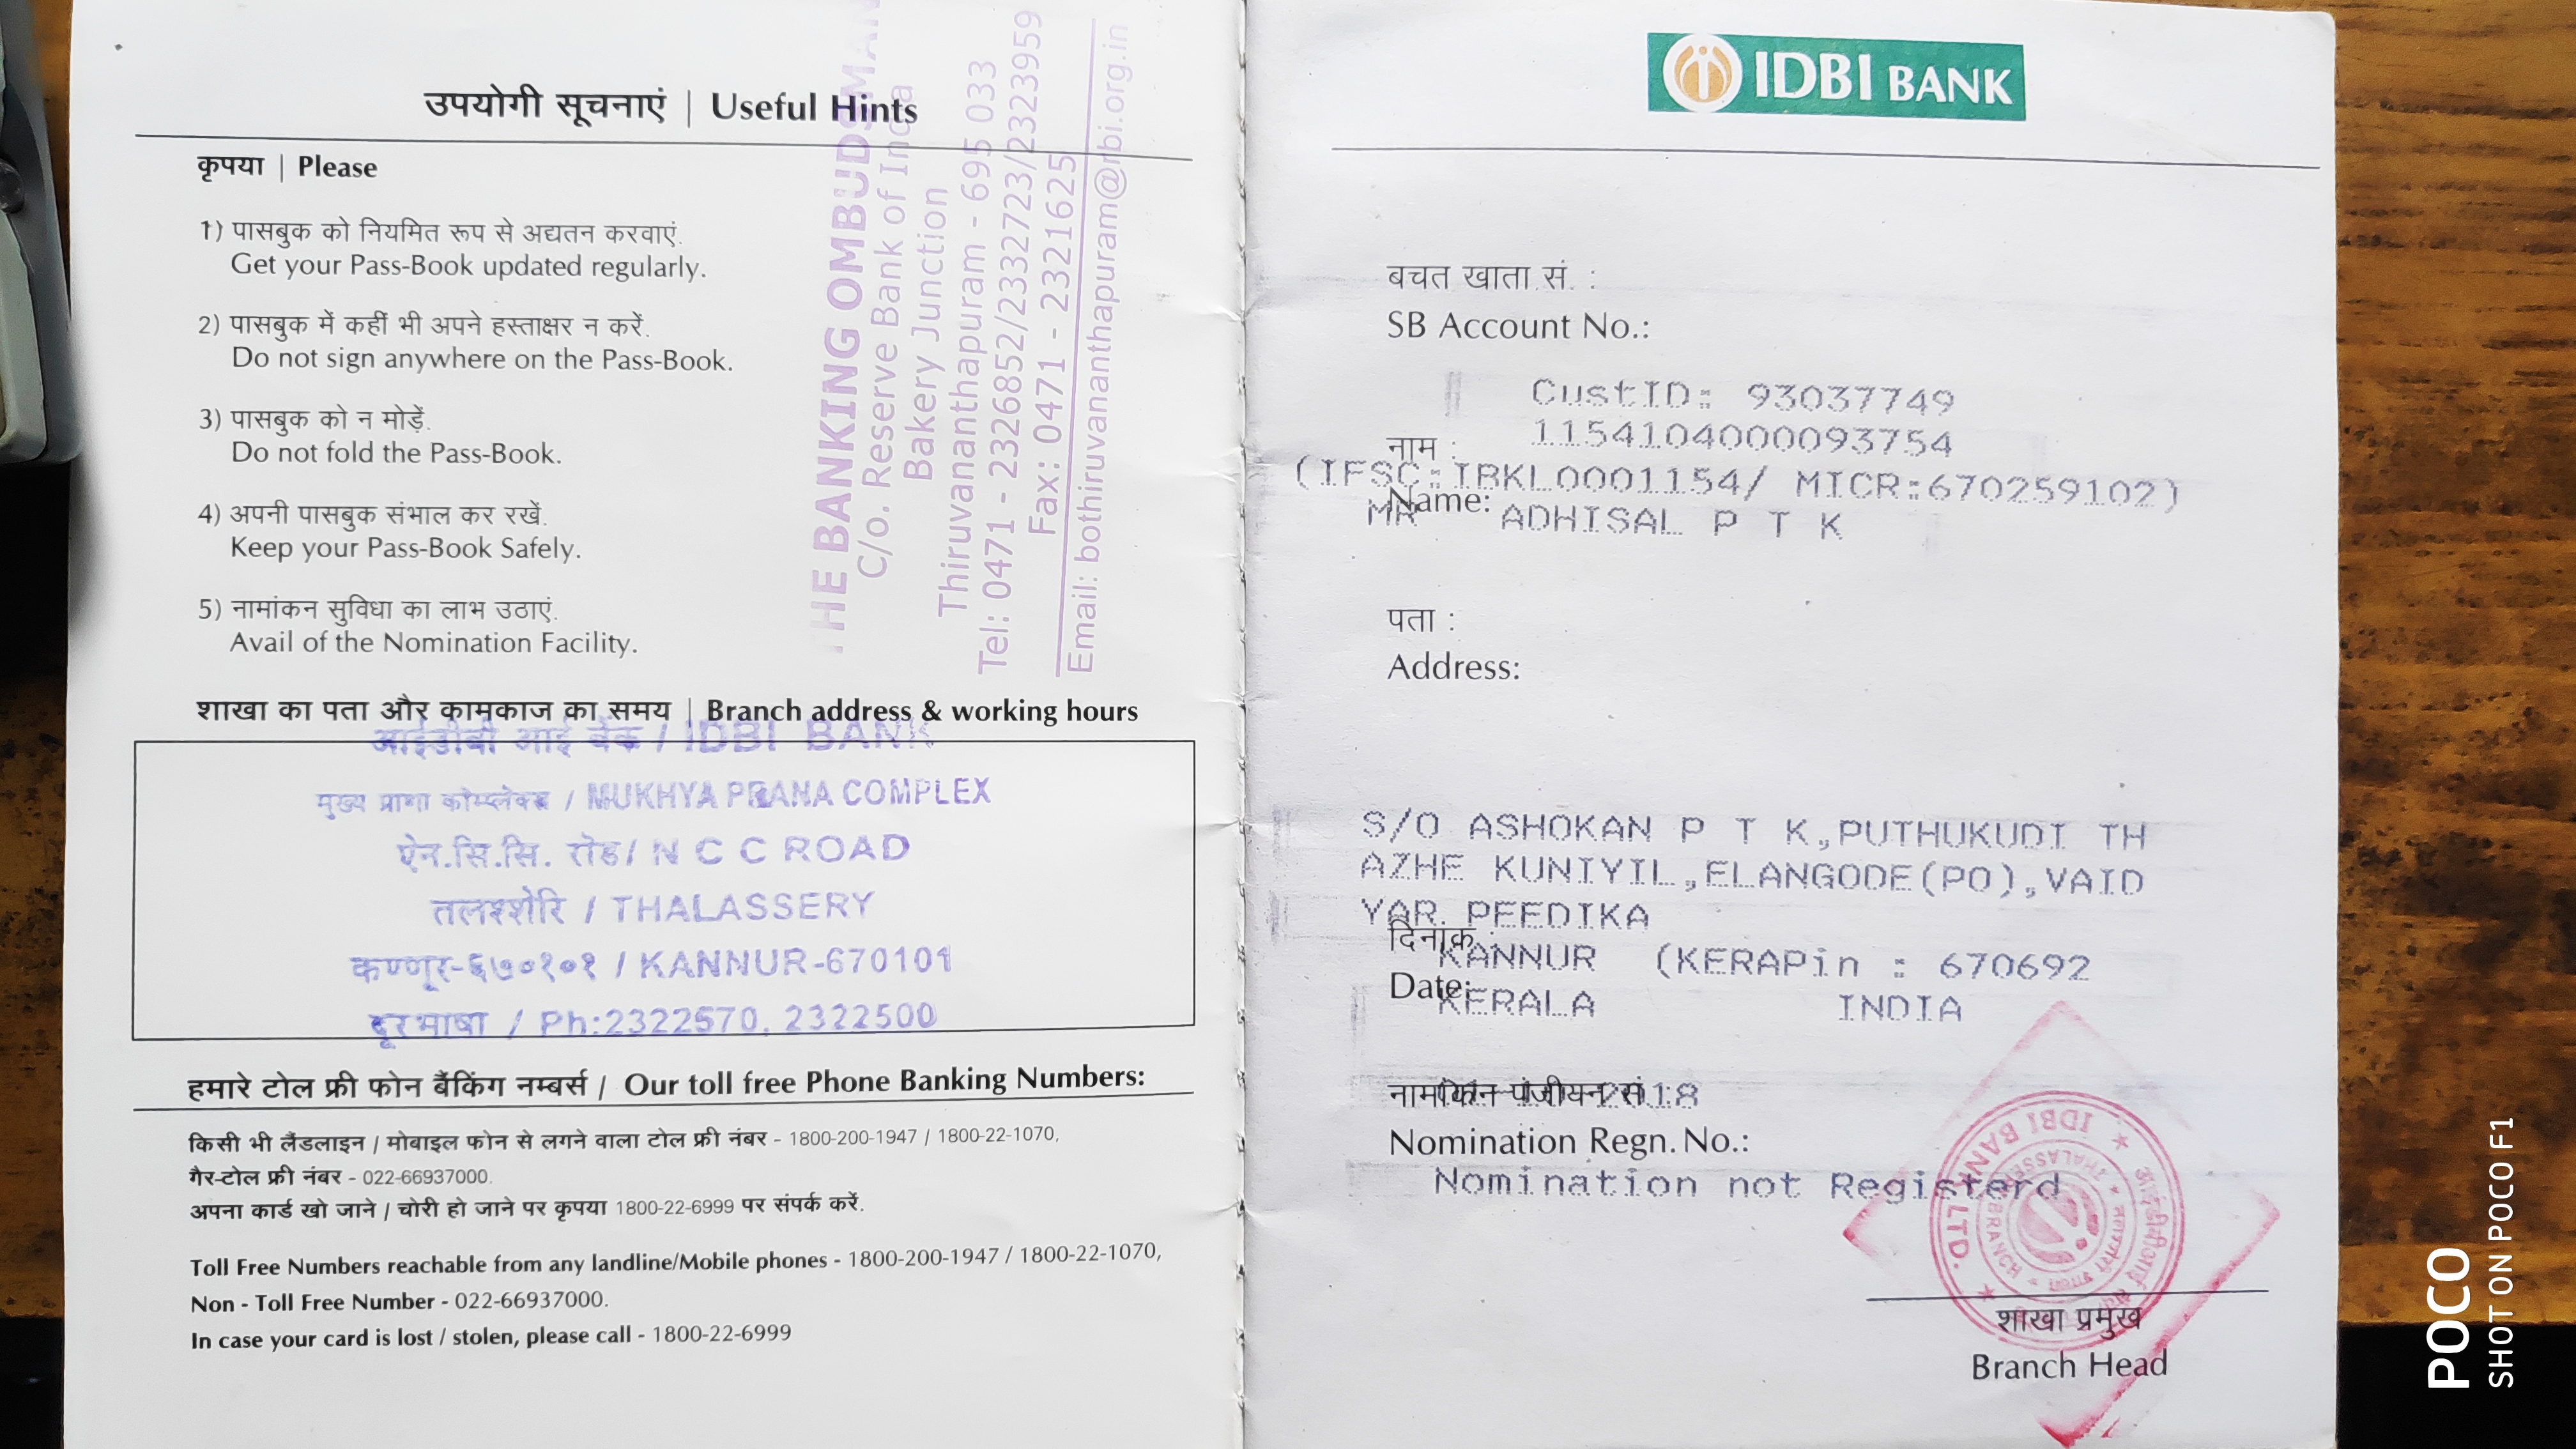 उपयोगी सूचनाएं | Useful Hints
कृपया | Please
1) पासबुक को नियमित रूप से अद्यतन करवाएं.
Get your Pass-Book updated regularly.
2) पासबुक में कहीं भी अपने हस्ताक्षर न करें.
Do not sign anywhere on the Pass-Book.
3) पासबुक को न मोड़ें.
Do not fold the Pass-Book.
4) अपनी पासबुक संभाल कर रखें.
Keep your Pass-Book Safely.
5) नामांकन सुविधा का लाभ उठाएं.
Avail of the Nomination Facility.
THE BANKING OMBUDSMAN
C/o. Reserve Bank of India
Bakery Junction
Thiruvananthapuram - 695 033
Tel: 0471 - 2326852/2332723/2323959
Fax: 0471 - 2321625
Email: bothiruvananthapuram@rbi.org.in
शाखा का पता और कामकाज का समय | Branch address & working hours
आईडीबीआई बैंक / IDBI BANK
मुख्य प्राणा कोम्प्लेक्स / MUKHYA PRANA COMPLEX
ऐन.सि.सि. रोड / N C C ROAD
तलश्शेरि / THALASSERY
कण्णूर-६७०१०१ / KANNUR-670101
दूरभाष / Ph:2322570, 2322500
हमारे टोल फ्री फोन बैंकिंग नम्बर्स / Our toll free Phone Banking Numbers:
किसी भी लैंडलाइन / मोबाइल फोन से लगने वाला टोल फ्री नंबर - 1800-200-1947 / 1800-22-1070,
गैर-टोल फ्री नंबर - 022-66937000.
अपना कार्ड खो जाने / चोरी हो जाने पर कृपया 1800-22-6999 पर संपर्क करें.
Toll Free Numbers reachable from any landline/Mobile phones - 1800-200-1947 / 1800-22-1070,
Non - Toll Free Number - 022-66937000.
In case your card is lost / stolen, please call - 1800-22-6999
IDBI BANK
बचत खाता सं :
SB Account No.:
CustID: 93037749
1154104000093754
(IFSC:IBKL0001154/ MICR:670259102)
नाम :
Name:
MR ADHISAL P T K
पता :
Address:
S/O ASHOKAN P T K,PUTHUKUDI TH
AZHE KUNIYIL,ELANGODE(PO),VAID
YAR PEEDIKA
दिनांक
KANNUR (KERAPin : 670692
Date:
KERALA INDIA
नामांकन पंजीयन सं
2018
Nomination Regn. No.:
Nomination not Registerd
IDBI BANK LTD.
THALASSERY BRANCH
शाखा प्रमुख
Branch Head
POCO
SHOT ON POCO F1